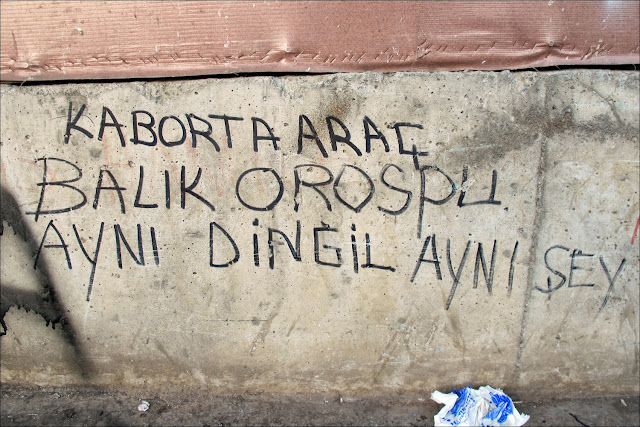 KABORTA ARAÇ
BALIK OROSPU
AYNI DİNGİL AYNI ŞEY